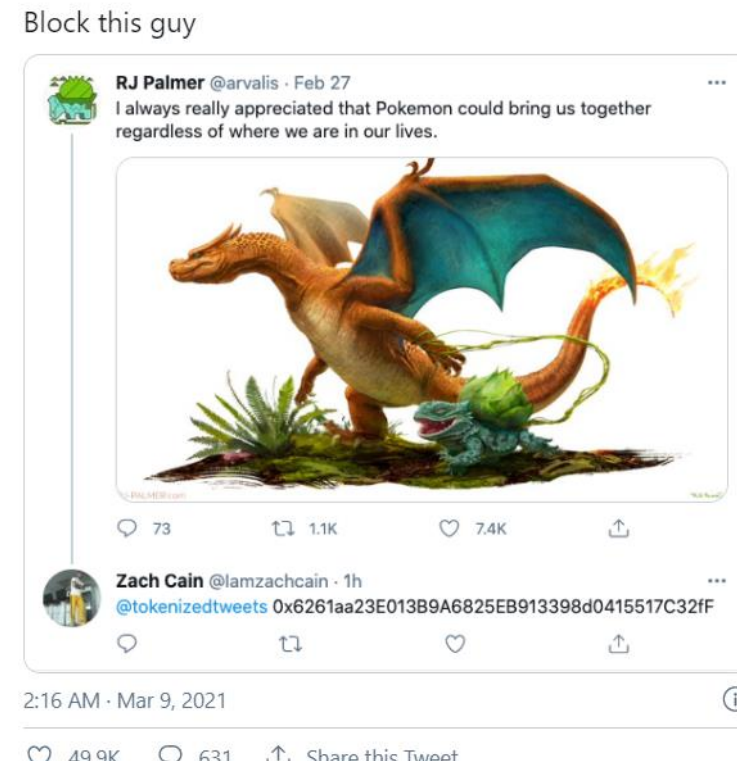 Block this guy
RJ Palmer @arvalis · Feb 27
I always really appreciated that Pokemon could bring us together
regardless of where we are in our lives.
73 1.1K 7.4K
Zach Cain @Iamzachcain · 1h
@tokenizedtweets 0x6261aa23E013B9A6825EB913398d0415517C32fF
2:16 AM · Mar 9, 2021
49.9K 631 Share this Tweet